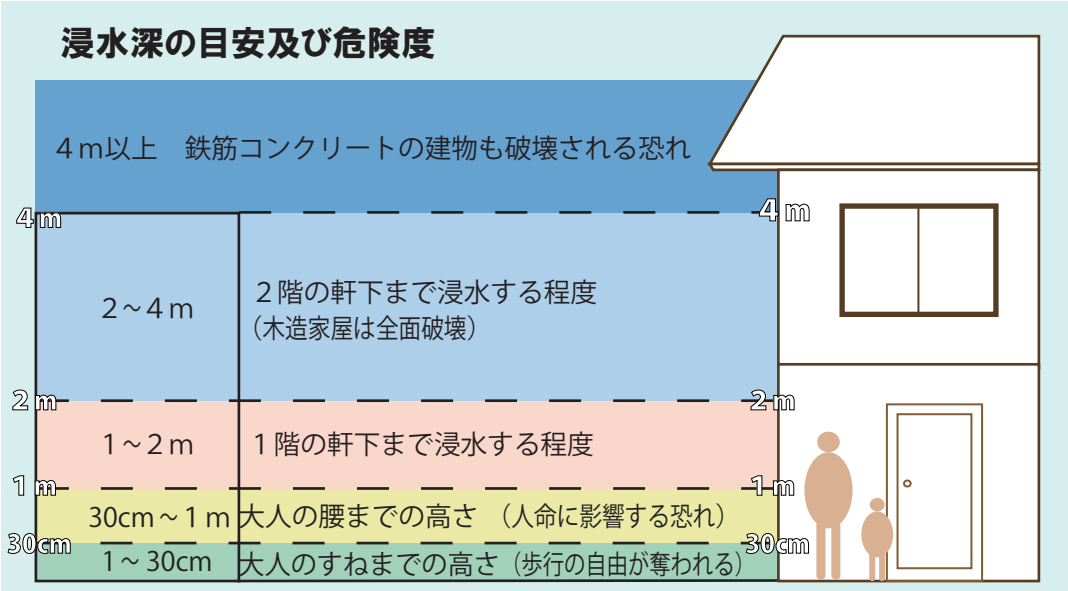 浸水深の目安及び危険度
４ｍ以上　鉄筋コンクリートの建物も破壊される恐れ
４ｍ
４ｍ
２～４ｍ
２階の軒下まで浸水する程度
（木造家屋は全面破壊）
２ｍ
２ｍ
１～２ｍ
１階の軒下まで浸水する程度
１ｍ
１ｍ
30cm～１ｍ
大人の腰までの高さ　（人命に影響する恐れ）
30cm
30cm
１～30cm
大人のすねまでの高さ（歩行の自由が奪われる）